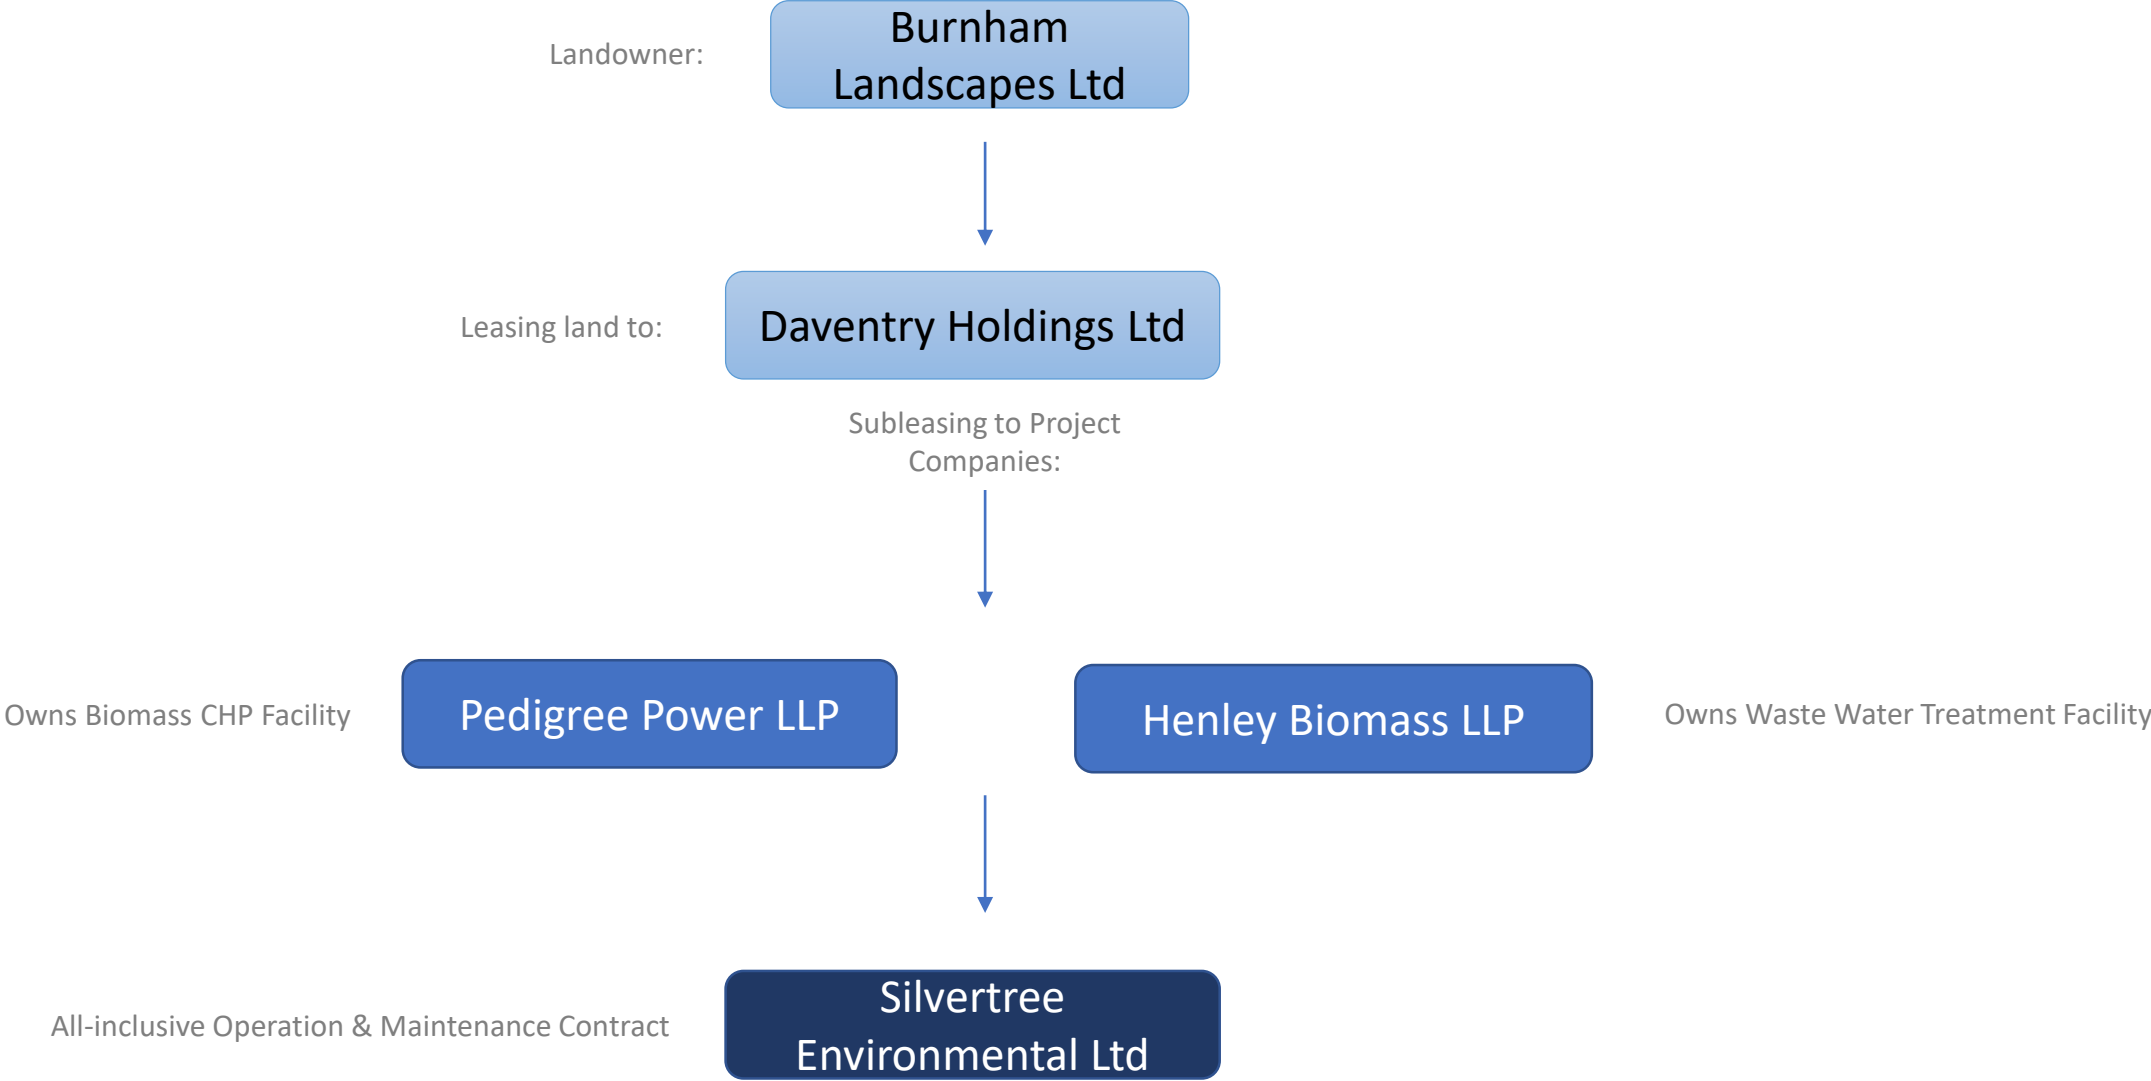 Landowner:
Burnham
Landscapes Ltd
Leasing land to:
Daventry Holdings Ltd
Subleasing to Project
Companies:
Owns Biomass CHP Facility
Pedigree Power LLP
Henley Biomass LLP
Owns Waste Water Treatment Facility
All-inclusive Operation & Maintenance Contract
Silvertree
Environmental Ltd